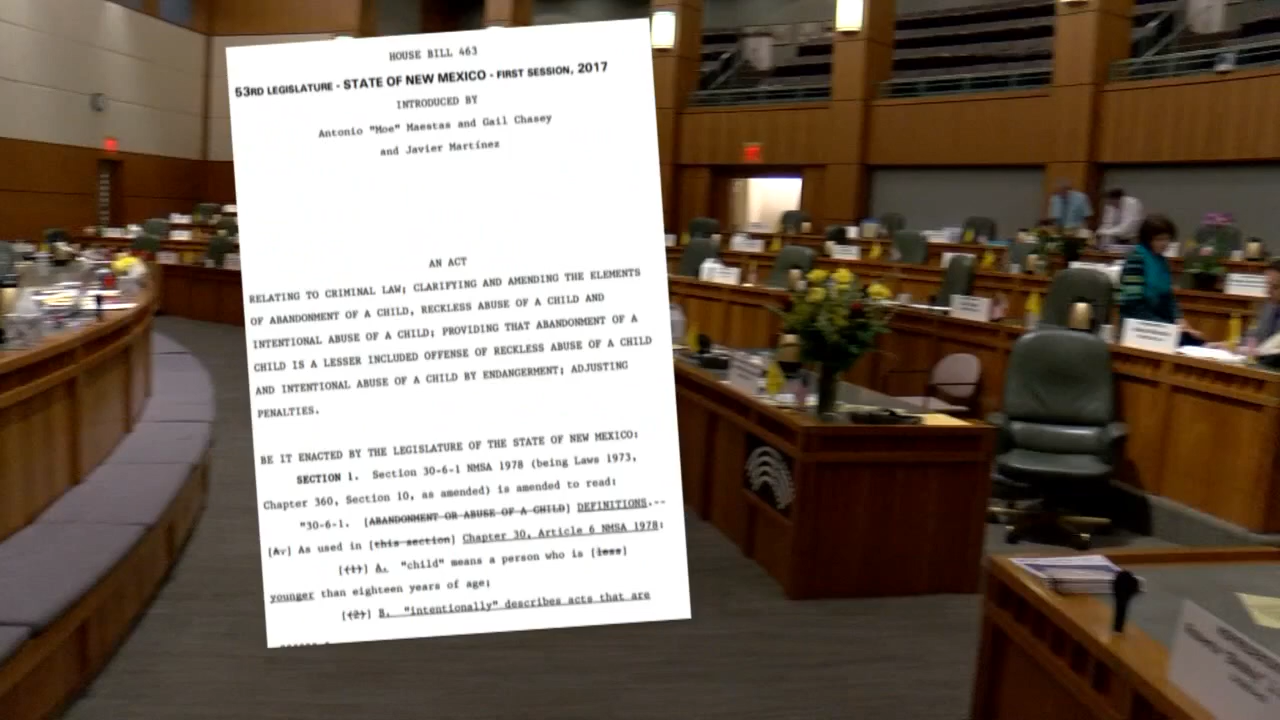 HOUSE BILL 463
53RD LEGISLATURE - STATE OF NEW MEXICO - FIRST SESSION, 2017
INTRODUCED BY
Antonio "Moe" Maestas and Gail Chasey
and Javier Martínez
AN ACT
RELATING TO CRIMINAL LAW; CLARIFYING AND AMENDING THE ELEMENTS
OF ABANDONMENT OF A CHILD, RECKLESS ABUSE OF A CHILD AND
INTENTIONAL ABUSE OF A CHILD; PROVIDING THAT ABANDONMENT OF A
CHILD IS A LESSER INCLUDED OFFENSE OF RECKLESS ABUSE OF A CHILD
AND INTENTIONAL ABUSE OF A CHILD BY ENDANGERMENT; ADJUSTING
PENALTIES.
BE IT ENACTED BY THE LEGISLATURE OF THE STATE OF NEW MEXICO:
SECTION 1. Section 30-6-1 NMSA 1978 (being Laws 1973,
Chapter 360, Section 10, as amended) is amended to read:
"30-6-1. [ABANDONMENT OR ABUSE OF A CHILD] DEFINITIONS.--
[A.] As used in [this section] Chapter 30, Article 6 NMSA 1978:
[(1)] A. "child" means a person who is [less]
younger than eighteen years of age;
[(2)] B. "intentionally" describes acts that are